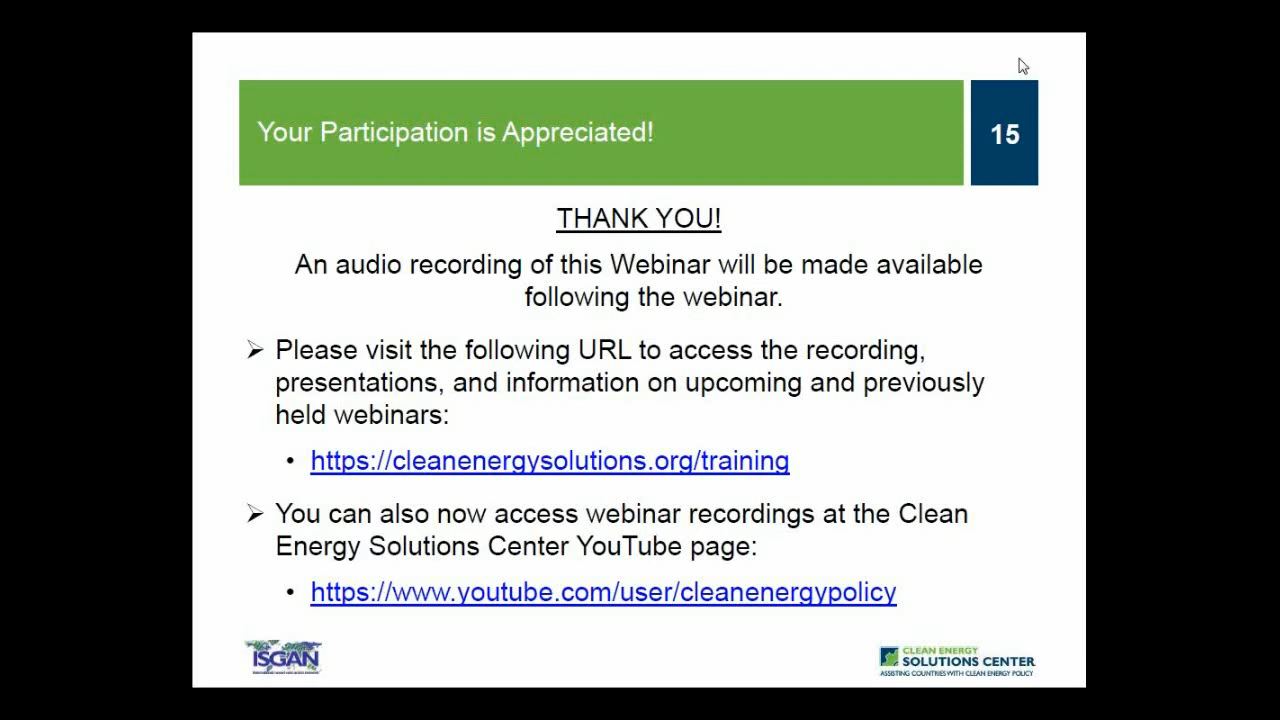 Your Participation is Appreciated!
15
THANK YOU!
An audio recording of this Webinar will be made available
following the webinar.
Please visit the following URL to access the recording,
presentations, and information on upcoming and previously
held webinars:
https://cleanenergysolutions.org/training
You can also now access webinar recordings at the Clean
Energy Solutions Center YouTube page:
https://www.youtube.com/user/cleanenergypolicy
ISGAN
CLEAN ENERGY
SOLUTIONS CENTER
ASSISTING COUNTRIES WITH CLEAN ENERGY POLICY